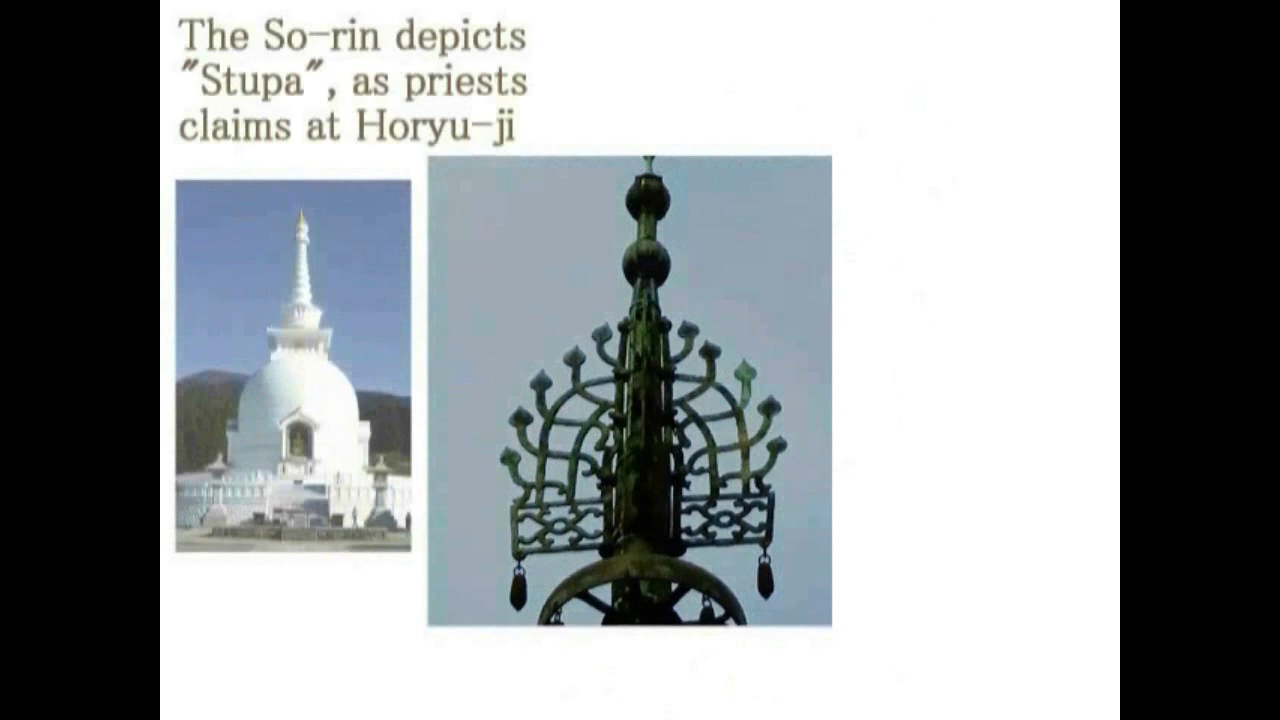 The So-rin depicts
"Stupa", as priests
claims at Horyu-ji